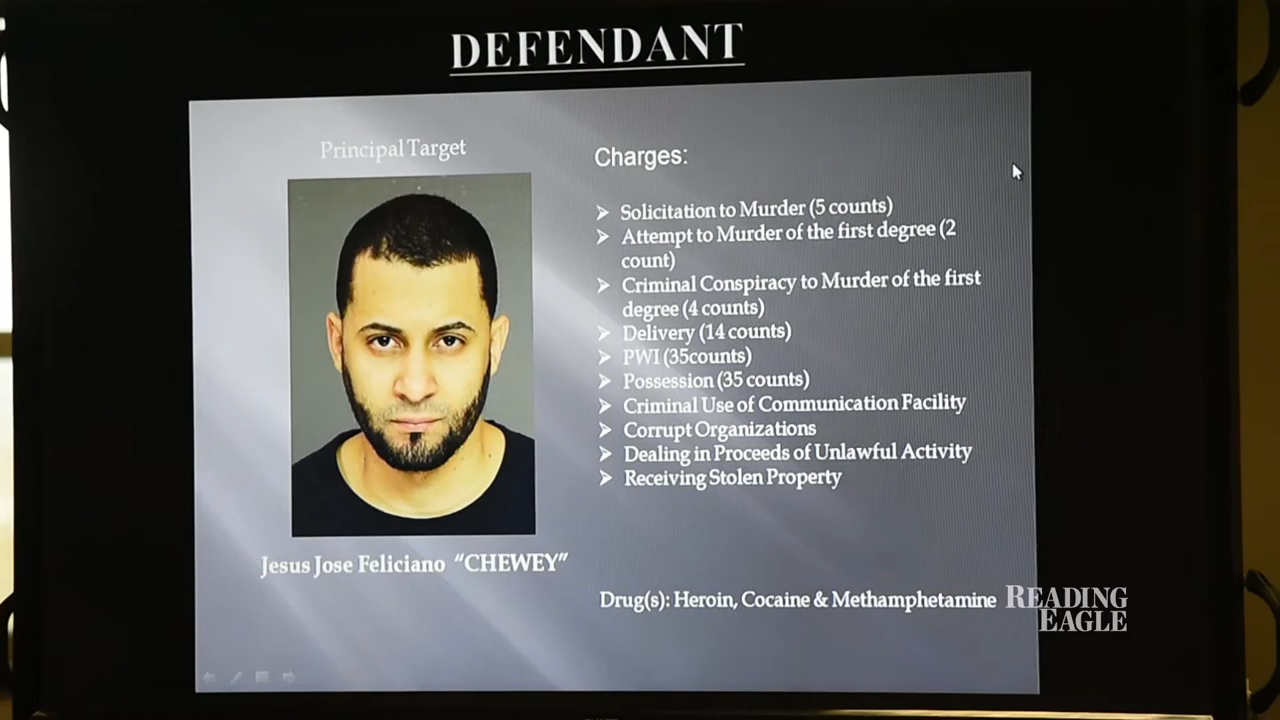 DEFENDANT
Principal Target
Jesus Jose Feliciano "CHEWEY"
Charges:
Solicitation to Murder (5 counts)
Attempt to Murder of the first degree (2
count)
Criminal Conspiracy to Murder of the first
degree (4 counts)
Delivery (14 counts)
PWI (35counts)
Possession (35 counts)
Criminal Use of Communication Facility
Corrupt Organizations
Dealing in Proceeds of Unlawful Activity
Receiving Stolen Property
Drug(s): Heroin, Cocaine & Methamphetamine
READING
EAGLE